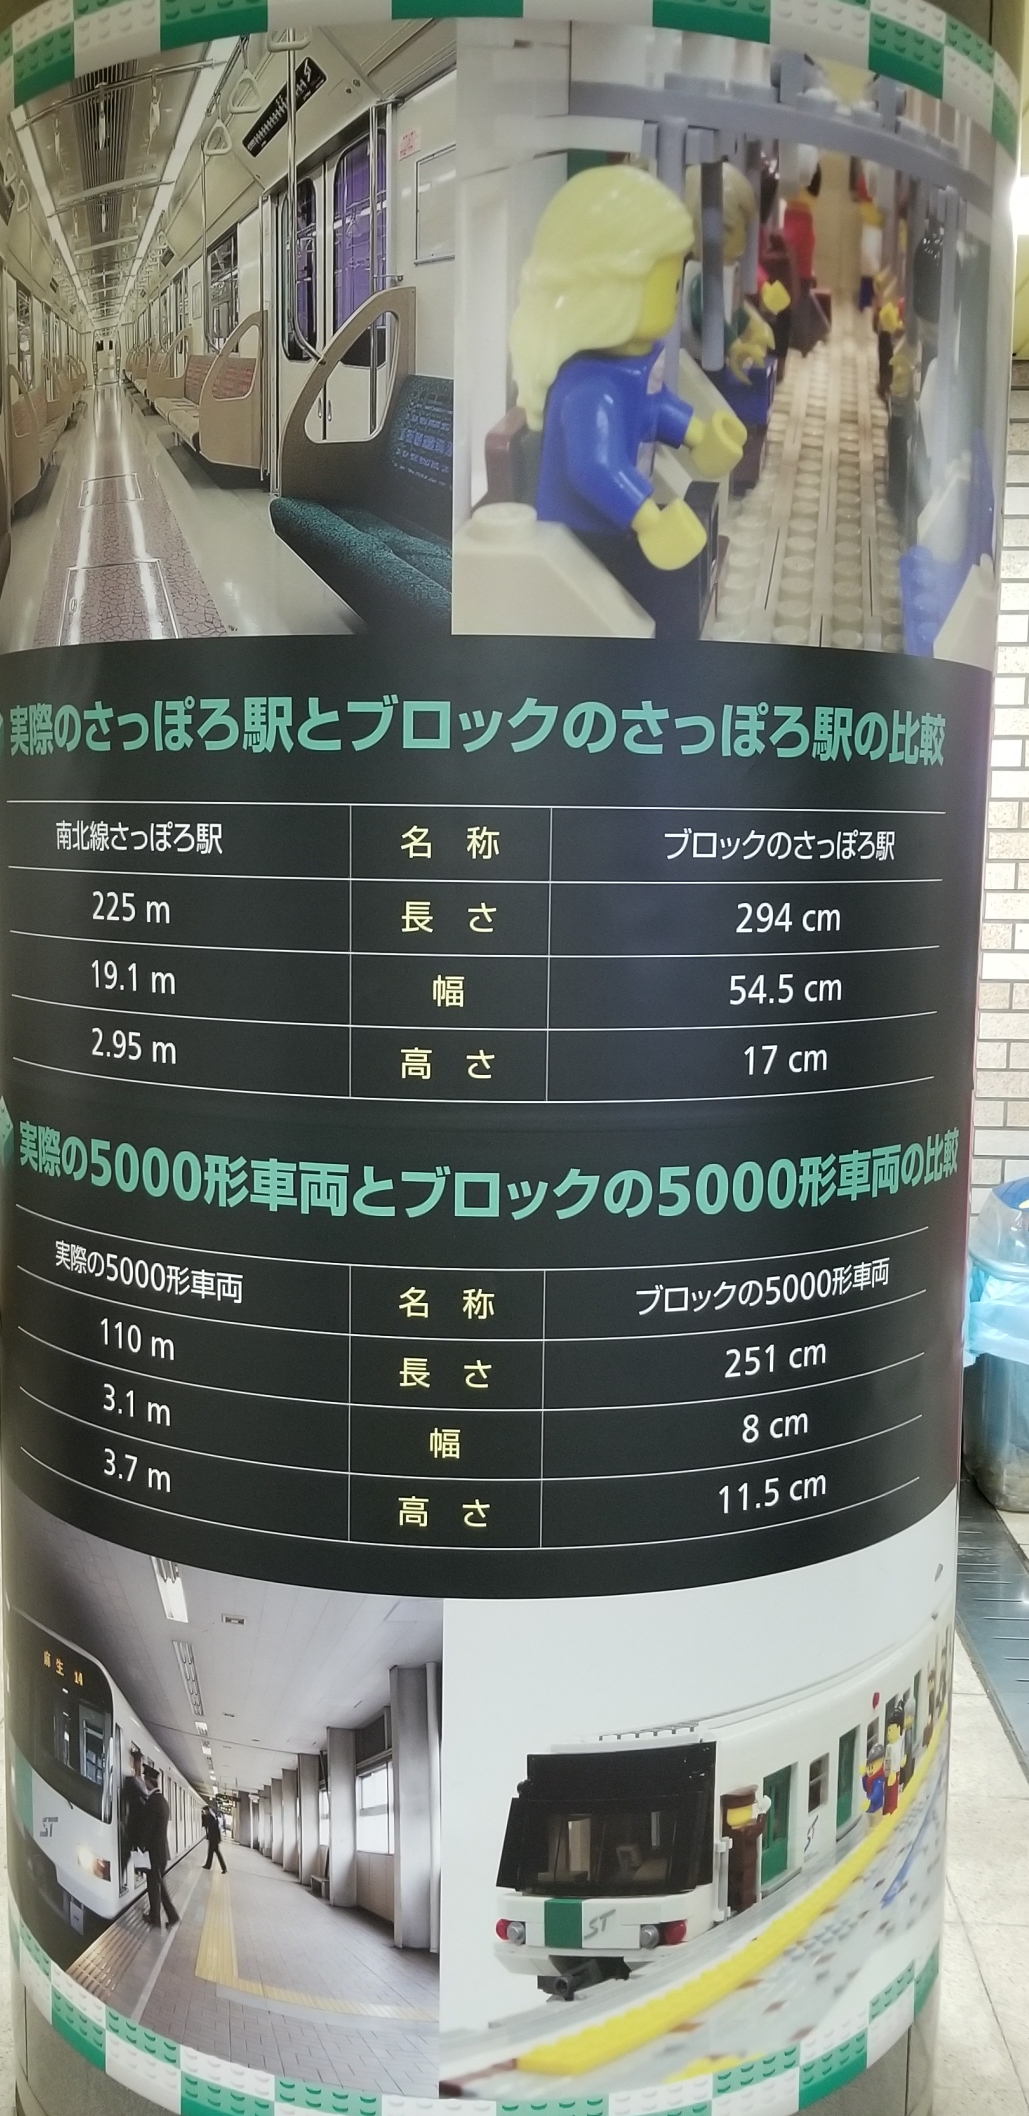 実際のさっぽろ駅とブロックのさっぽろ駅の比較
南北線さっぽろ駅 名 称 ブロックのさっぽろ駅
225 m 長 さ 294 cm
19.1 m 幅 54.5 cm
2.95 m 高 さ 17 cm
実際の5000形車両とブロックの5000形車両の比較
実際の5000形車両 名 称 ブロックの5000形車両
110 m 長 さ 251 cm
3.1 m 幅 8 cm
3.7 m 高 さ 11.5 cm
麻生 14
ST
ST
ST